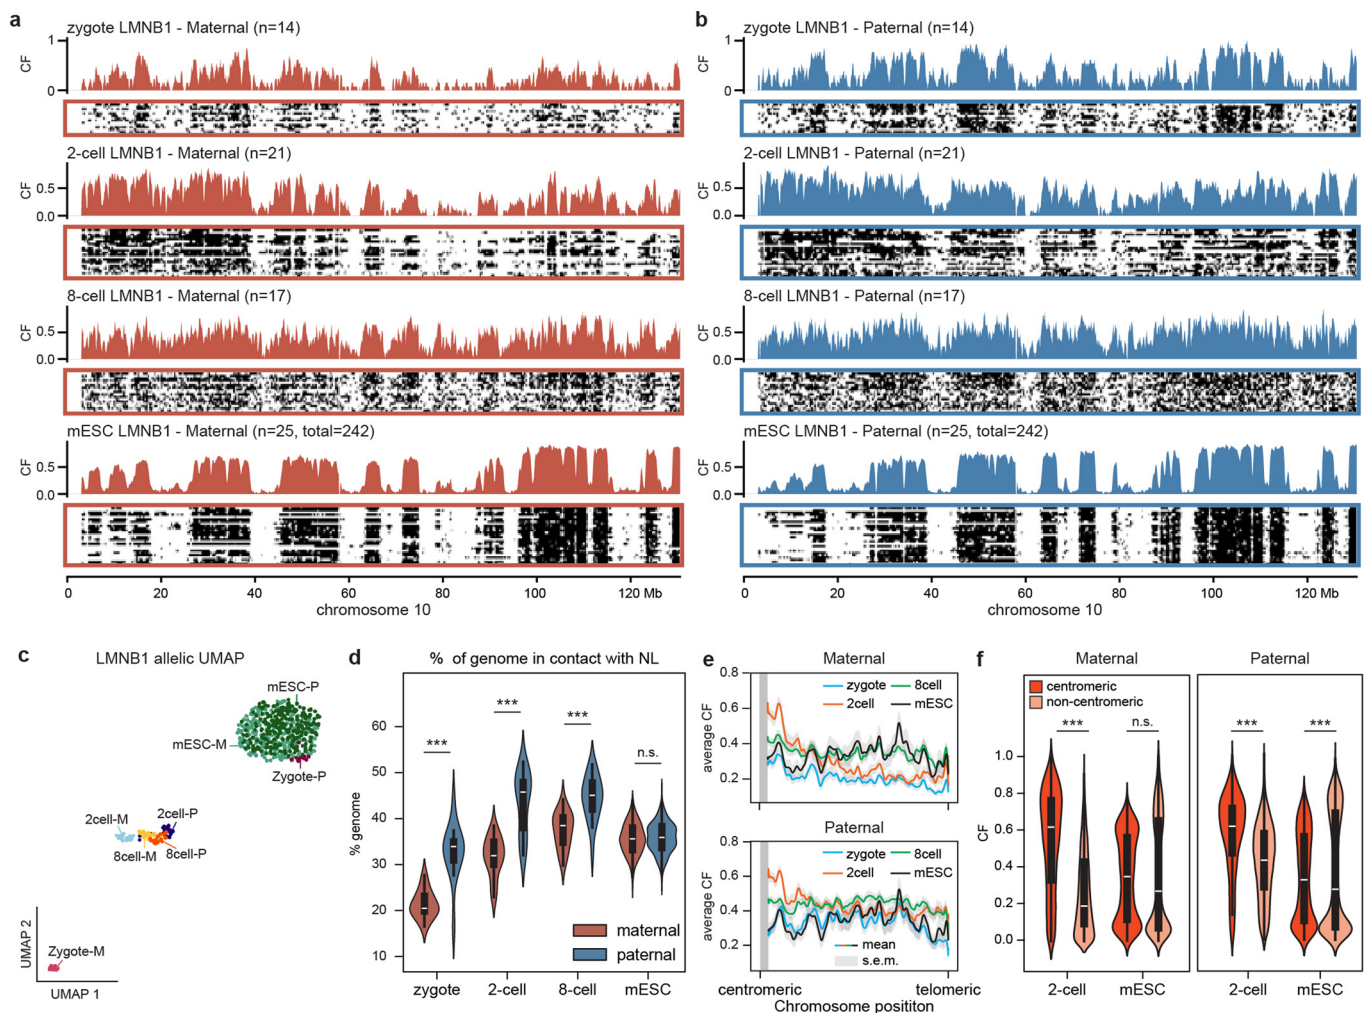 a
zygote LMNB1 - Maternal (n=14)
1
CF
0
2-cell LMNB1 - Maternal (n=21)
CF
0.5
0.0
8-cell LMNB1 - Maternal (n=17)
CF
0.5
0.0
mESC LMNB1 - Maternal (n=25, total=242)
CF
0.5
0.0
0 20 40 60 80 100 120 Mb
chromosome 10
b
zygote LMNB1 - Paternal (n=14)
1
CF
0
2-cell LMNB1 - Paternal (n=21)
CF
0.5
0.0
8-cell LMNB1 - Paternal (n=17)
CF
0.5
0.0
mESC LMNB1 - Paternal (n=25, total=242)
CF
0.5
0.0
0 20 40 60 80 100 120 Mb
chromosome 10
c
LMNB1 allelic UMAP
mESC-P
mESC-M
Zygote-P
2cell-M 2cell-P
8cell-M 8cell-P
Zygote-M
UMAP 2
UMAP 1
d
% of genome in contact with NL
% genome
60
50
40
30
20
10
*** *** *** n.s.
maternal
paternal
zygote 2-cell 8-cell mESC
e
Maternal
average CF
0.8
0.6
0.4
0.2
zygote 8cell
2cell mESC
Paternal
average CF
0.8
0.6
0.4
0.2
zygote 8cell
2cell mESC
mean
s.e.m.
centromeric telomeric
Chromosome postititon
f
Maternal Paternal
centromeric
non-centromeric
*** n.s. *** ***
CF
1.0
0.8
0.6
0.4
0.2
0.0
2-cell mESC 2-cell mESC